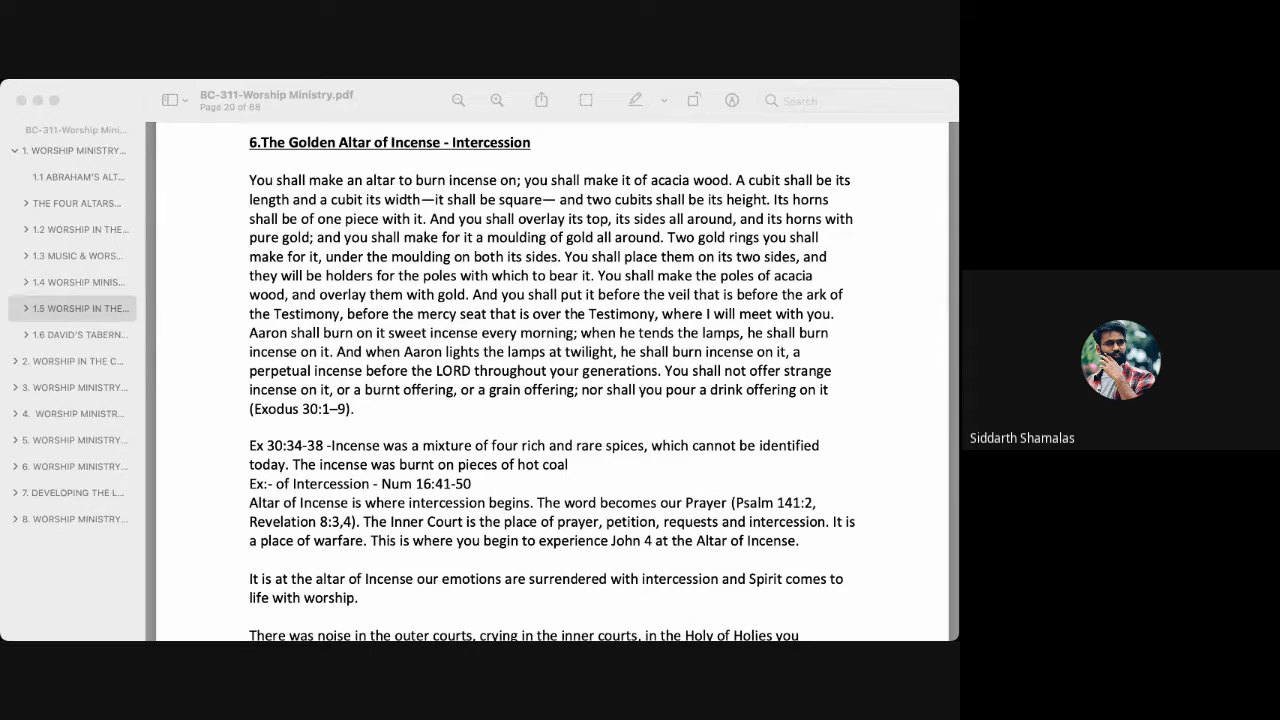 BC-311-Worship Ministry.pdf
Page 20 of 68
Search
BC-311-Worship Mini...
1. WORSHIP MINISTRY...
1.1 ABRAHAM'S ALT...
THE FOUR ALTARS...
1.2 WORSHIP IN THE...
1.3 MUSIC & WORS...
1.4 WORSHIP MINIS...
1.5 WORSHIP IN THE...
1.6 DAVID'S TABERN...
2. WORSHIP IN THE C...
3. WORSHIP MINISTRY...
4. WORSHIP MINISTR...
5. WORSHIP MINISTRY...
6. WORSHIP MINISTRY...
7. DEVELOPING THE L...
8. WORSHIP MINISTRY...
6.The Golden Altar of Incense - Intercession
You shall make an altar to burn incense on; you shall make it of acacia wood. A cubit shall be its
length and a cubit its width—it shall be square— and two cubits shall be its height. Its horns
shall be of one piece with it. And you shall overlay its top, its sides all around, and its horns with
pure gold; and you shall make for it a moulding of gold all around. Two gold rings you shall
make for it, under the moulding on both its sides. You shall place them on its two sides, and
they will be holders for the poles with which to bear it. You shall make the poles of acacia
wood, and overlay them with gold. And you shall put it before the veil that is before the ark of
the Testimony, before the mercy seat that is over the Testimony, where I will meet with you.
Aaron shall burn on it sweet incense every morning; when he tends the lamps, he shall burn
incense on it. And when Aaron lights the lamps at twilight, he shall burn incense on it, a
perpetual incense before the LORD throughout your generations. You shall not offer strange
incense on it, or a burnt offering, or a grain offering; nor shall you pour a drink offering on it
(Exodus 30:1–9).
Ex 30:34-38 -Incense was a mixture of four rich and rare spices, which cannot be identified
today. The incense was burnt on pieces of hot coal
Ex:- of Intercession - Num 16:41-50
Altar of Incense is where intercession begins. The word becomes our Prayer (Psalm 141:2,
Revelation 8:3,4). The Inner Court is the place of prayer, petition, requests and intercession. It is
a place of warfare. This is where you begin to experience John 4 at the Altar of Incense.
It is at the altar of Incense our emotions are surrendered with intercession and Spirit comes to
life with worship.
There was noise in the outer courts, crying in the inner courts, in the Holy of Holies you
Siddarth Shamalas